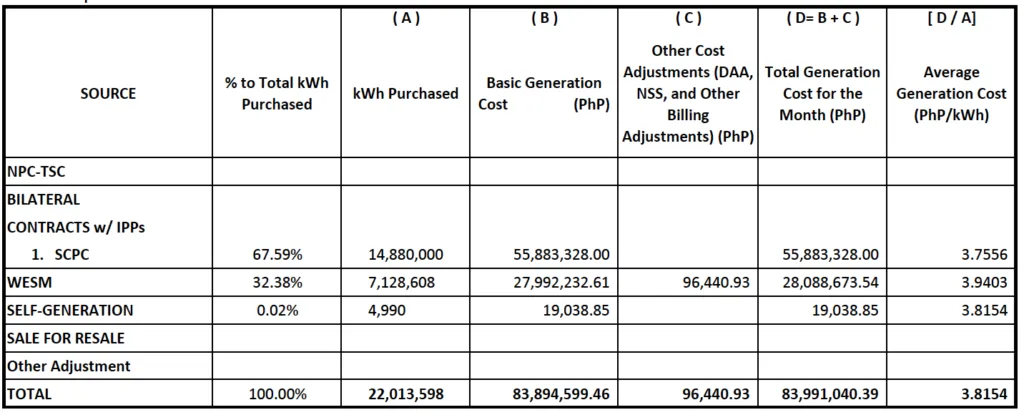 ( A ) ( B ) ( C ) ( D= B + C ) [ D / A]
SOURCE
% to Total kWh
Purchased
kWh Purchased
Basic Generation
Cost (PhP)
Other Cost
Adjustments (DAA,
NSS, and Other
Billing
Adjustments) (PhP)
Total Generation
Cost for the
Month (PhP)
Average
Generation Cost
(PhP/kWh)
NPC-TSC
BILATERAL
CONTRACTS w/ IPPs
1. SCPC 67.59% 14,880,000 55,883,328.00 55,883,328.00 3.7556
WESM 32.38% 7,128,608 27,992,232.61 96,440.93 28,088,673.54 3.9403
SELF-GENERATION 0.02% 4,990 19,038.85 19,038.85 3.8154
SALE FOR RESALE
Other Adjustment
TOTAL 100.00% 22,013,598 83,894,599.46 96,440.93 83,991,040.39 3.8154